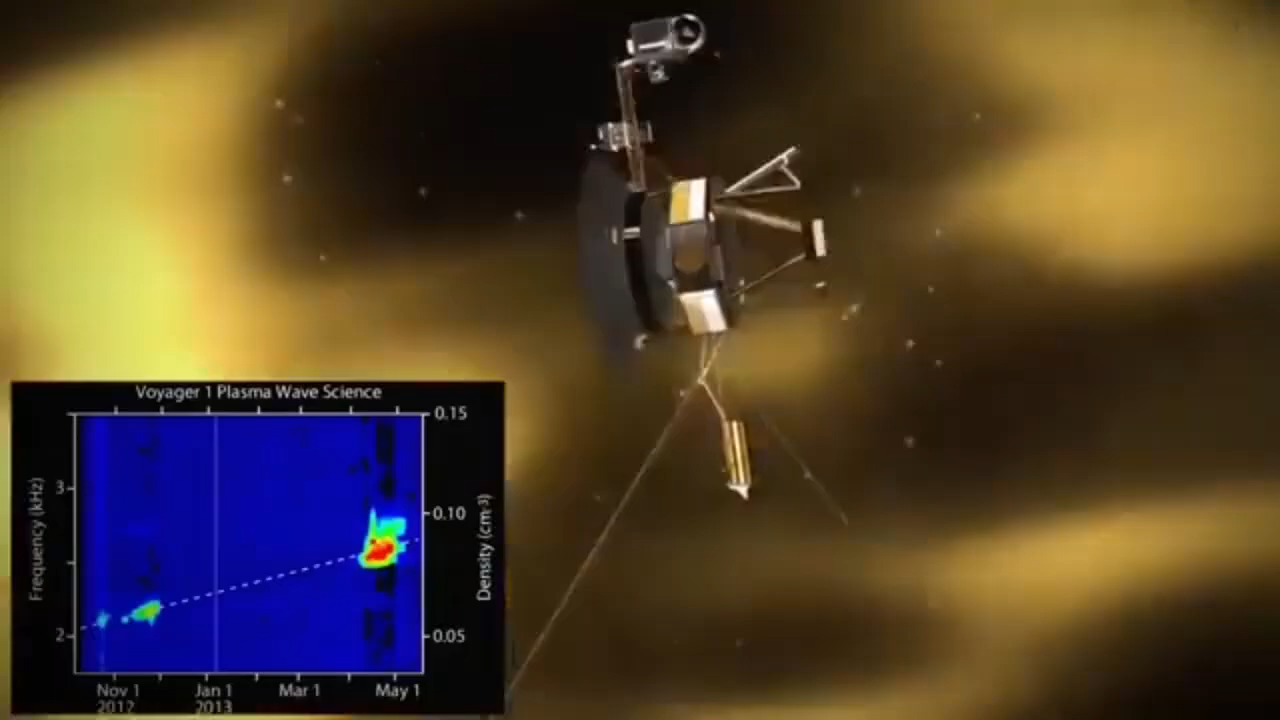 Voyager 1 Plasma Wave Science
0.15
3
0.10
Frequency (kHz)
Density (cm-3)
2
0.05
Nov 1 Jan 1 Mar 1 May 1
2012 2013